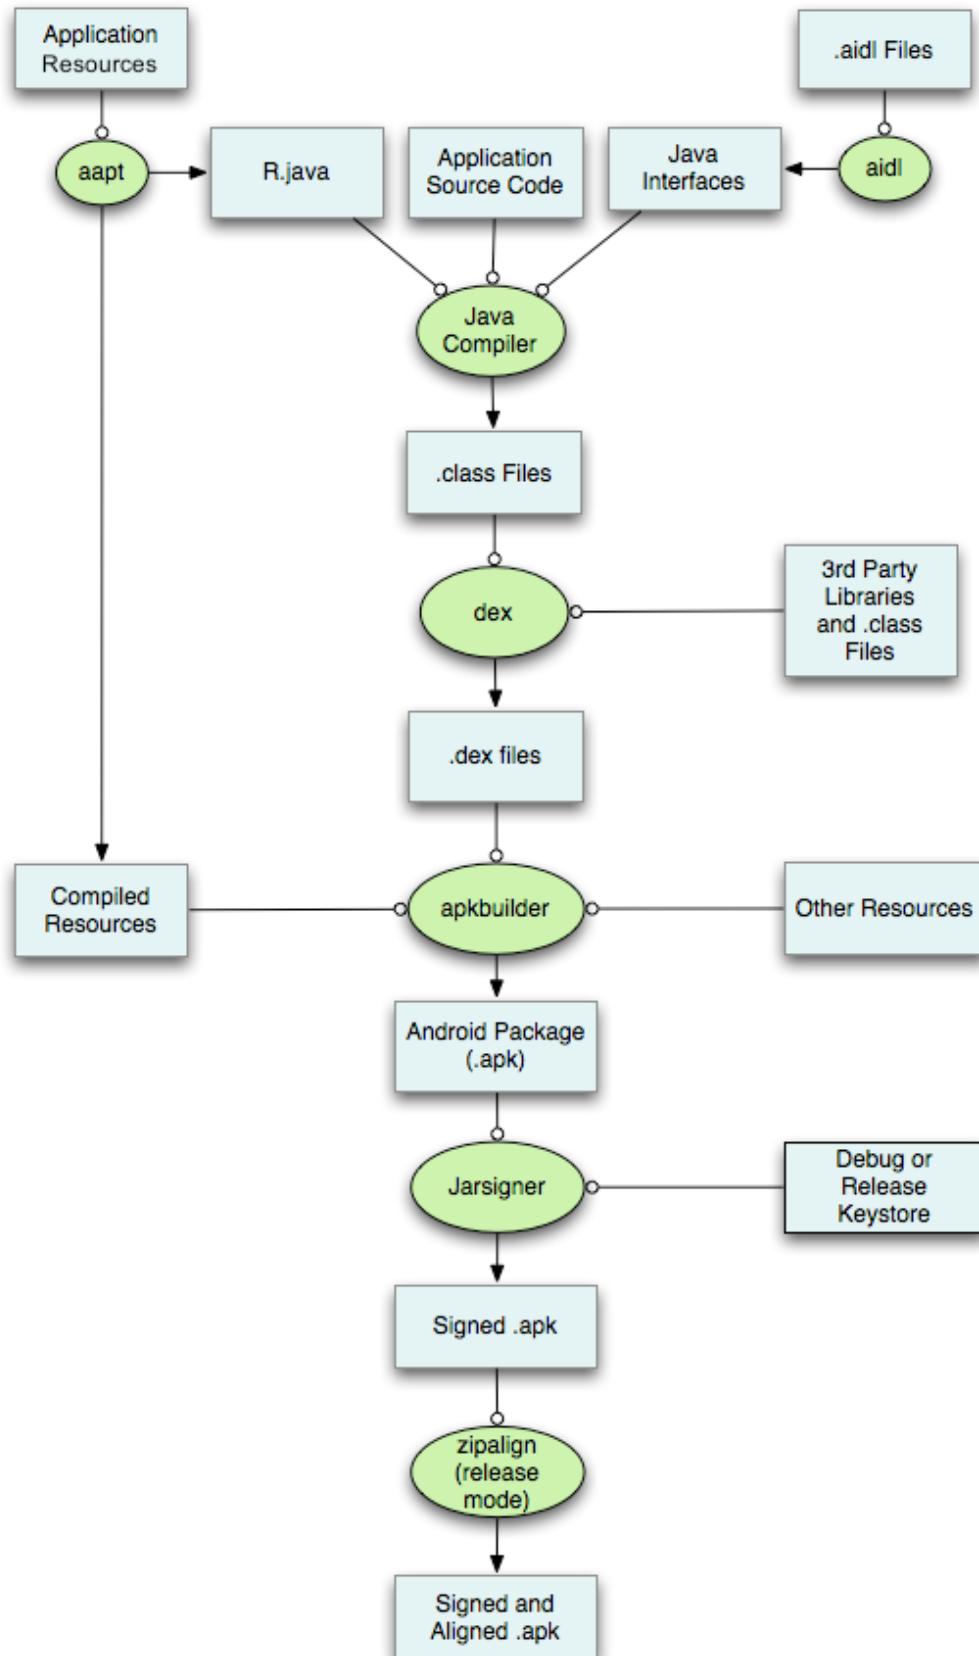 Application
Resources
.aidl Files
aapt
R.java
Application
Source Code
Java
Interfaces
aidl
Java
Compiler
.class Files
dex
3rd Party
Libraries
and .class
Files
.dex files
Compiled
Resources
apkbuilder
Other Resources
Android Package
(.apk)
Jarsigner
Debug or
Release
Keystore
Signed .apk
zipalign
(release
mode)
Signed and
Aligned .apk